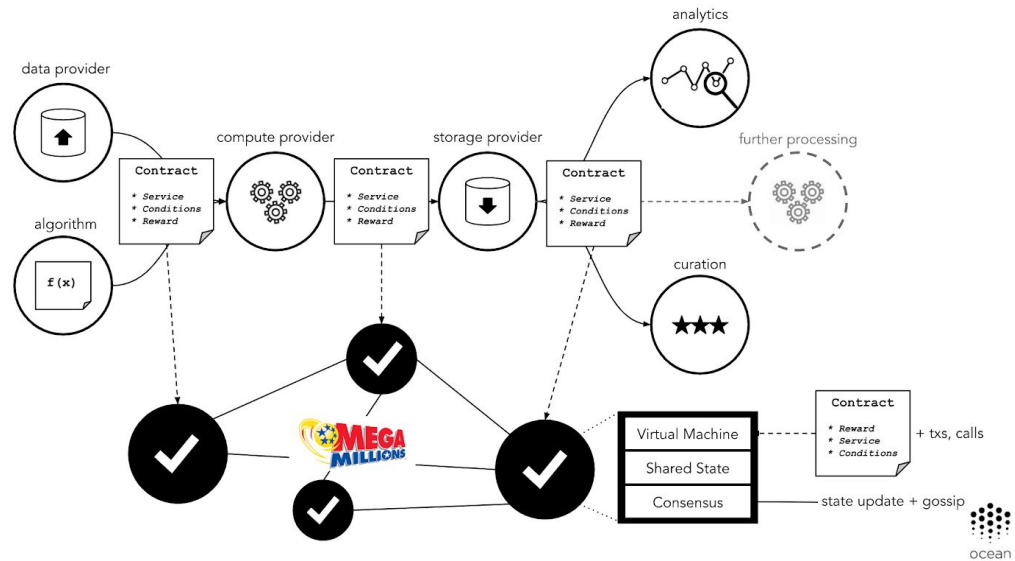 analytics
data provider
compute provider
storage provider
further processing
Contract
* Service
* Conditions
* Reward
Contract
* Service
* Conditions
* Reward
Contract
* Service
* Conditions
* Reward
algorithm
f(x)
curation
MEGA
MILLIONS
Virtual Machine
Shared State
Consensus
Contract
* Reward
* Service
* Conditions
+ txs, calls
state update + gossip
ocean